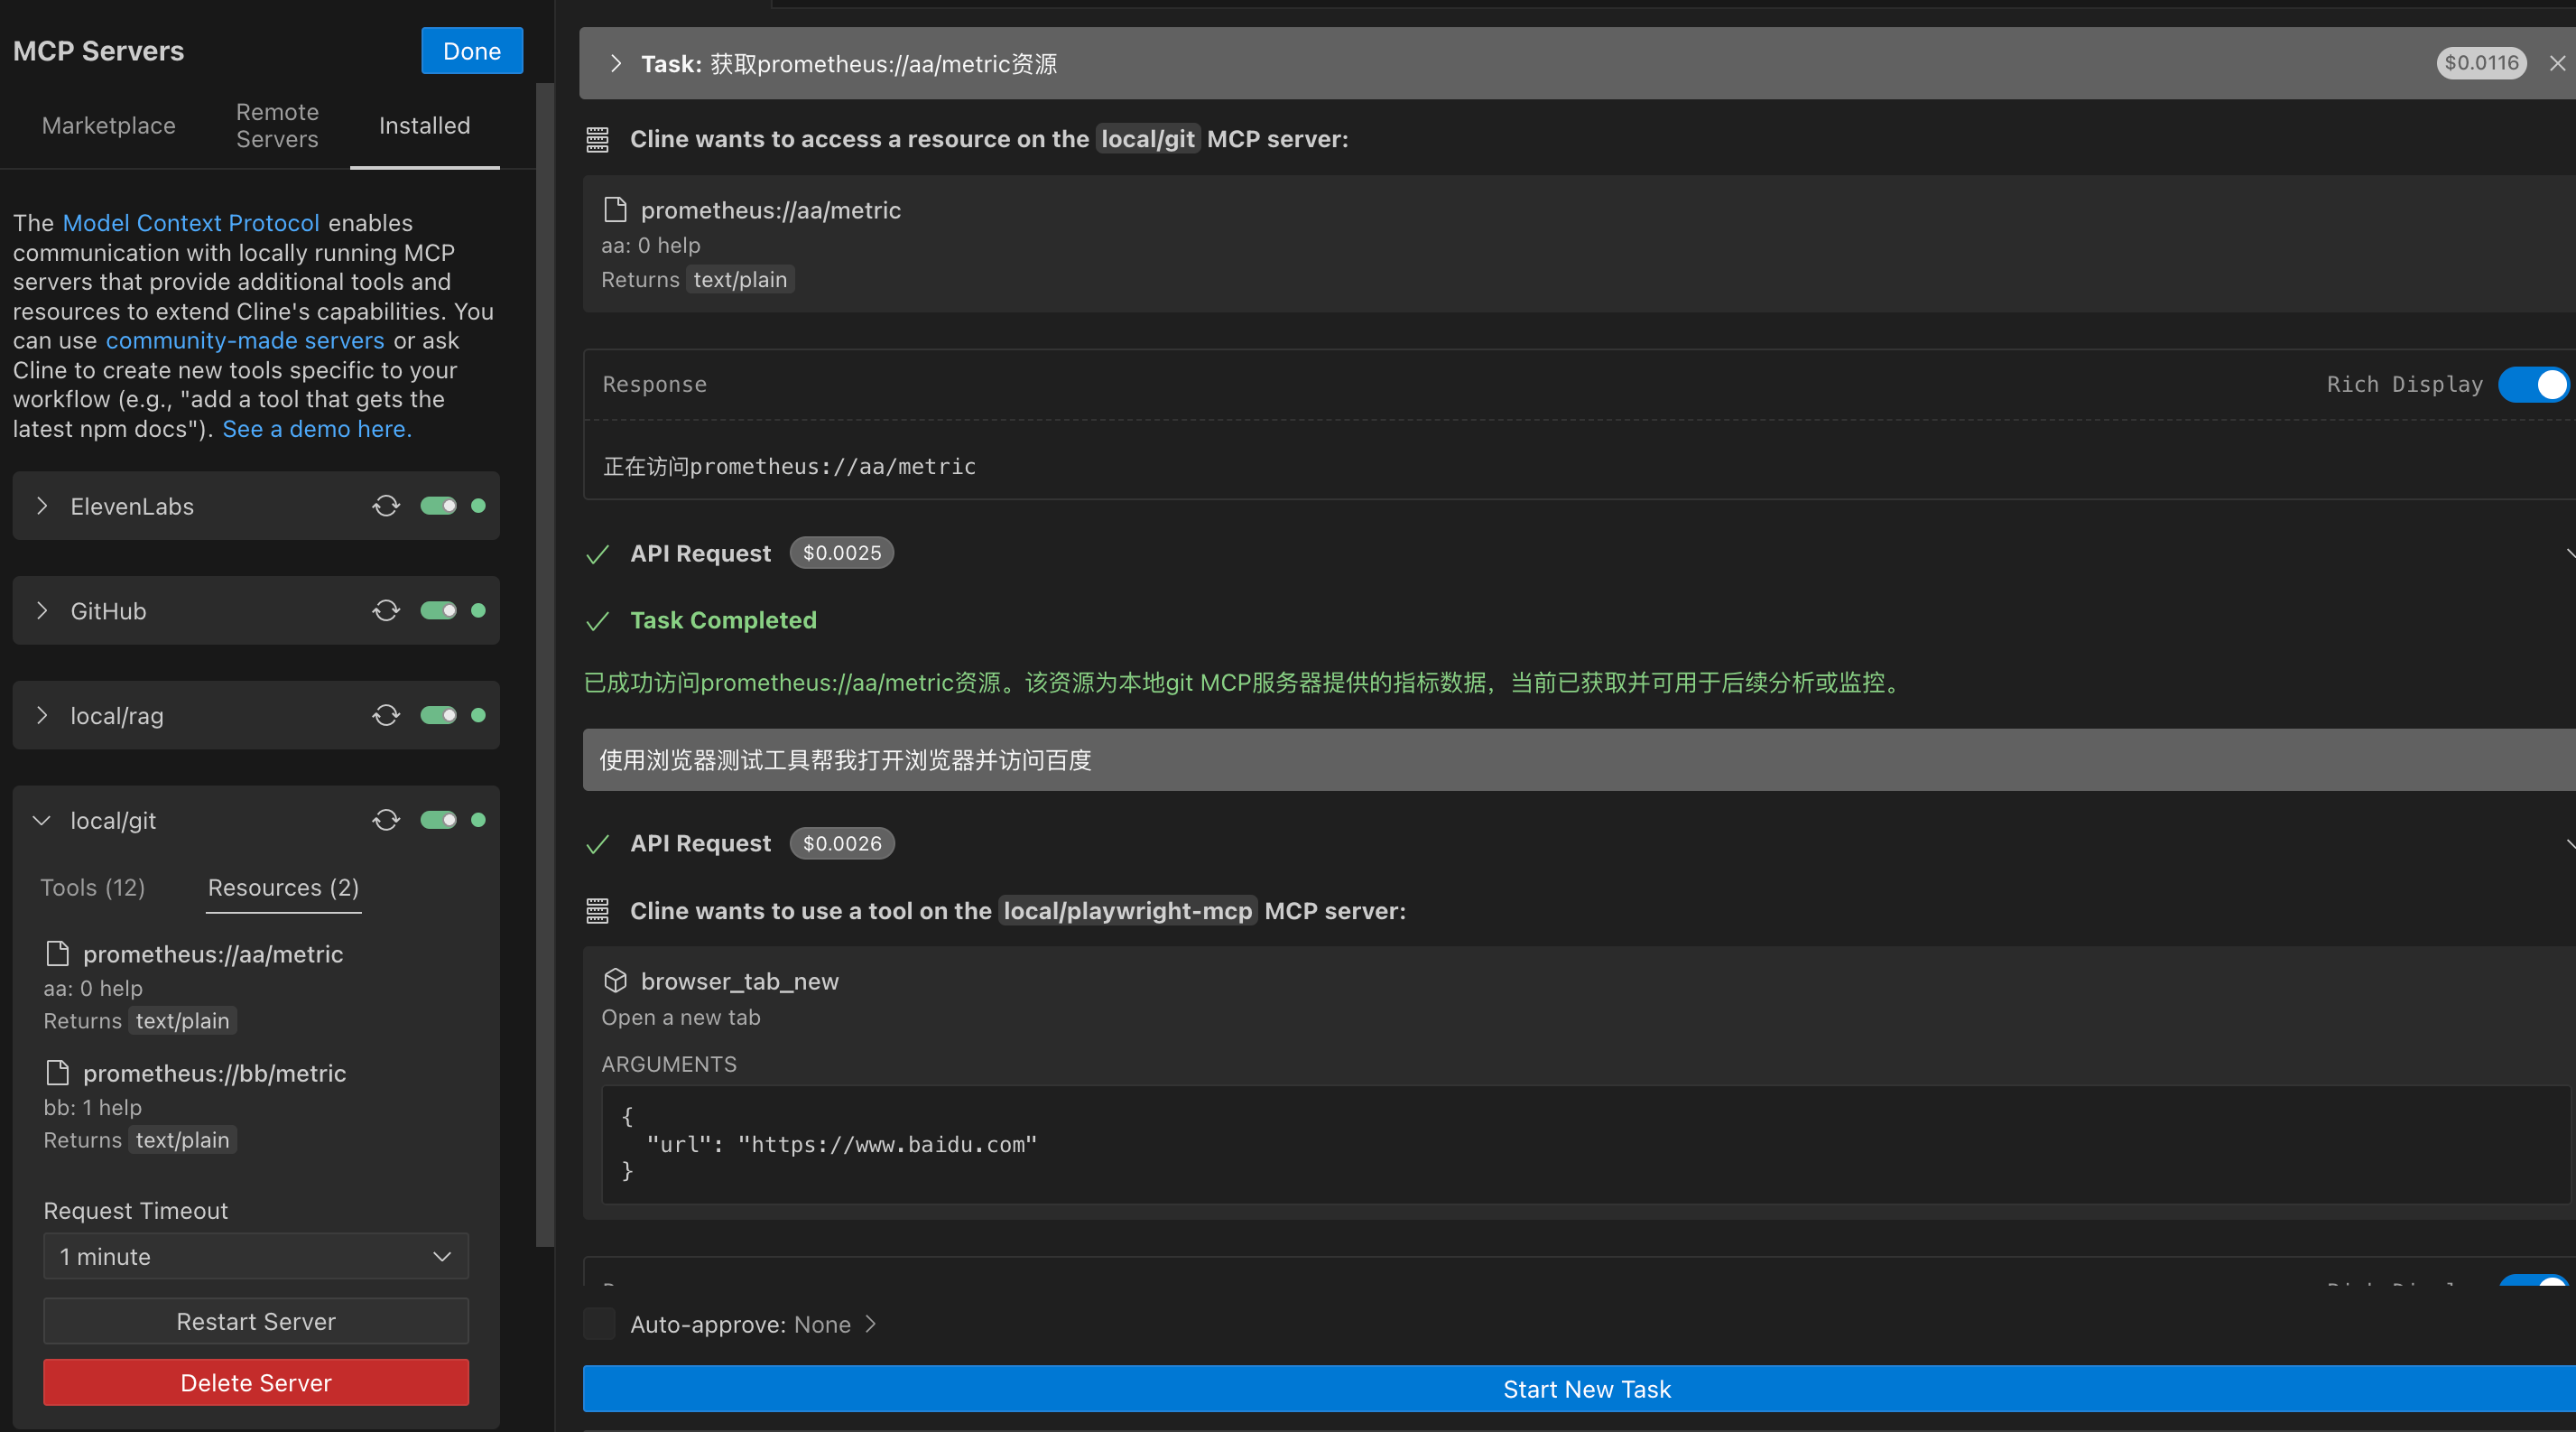 MCP Servers
Done
Marketplace
Remote
Servers
Installed
The Model Context Protocol enables
communication with locally running MCP
servers that provide additional tools and
resources to extend Cline's capabilities. You
can use community-made servers or ask
Cline to create new tools specific to your
workflow (e.g., "add a tool that gets the
latest npm docs"). See a demo here.
ElevenLabs
GitHub
local/rag
local/git
Tools (12)
Resources (2)
prometheus://aa/metric
aa: 0 help
Returns text/plain
prometheus://bb/metric
bb: 1 help
Returns text/plain
Request Timeout
1 minute
Restart Server
Delete Server
Task: 获取prometheus://aa/metric资源
$0.0116
Cline wants to access a resource on the local/git MCP server:
prometheus://aa/metric
aa: 0 help
Returns text/plain
Response
Rich Display
正在访问prometheus://aa/metric
API Request $0.0025
Task Completed
已成功访问prometheus://aa/metric资源。该资源为本地git MCP服务器提供的指标数据，当前已获取并可用于后续分析或监控。
使用浏览器测试工具帮我打开浏览器并访问百度
API Request $0.0026
Cline wants to use a tool on the local/playwright-mcp MCP server:
browser_tab_new
Open a new tab
ARGUMENTS
{
"url": "https://www.baidu.com"
}
Auto-approve: None
Start New Task